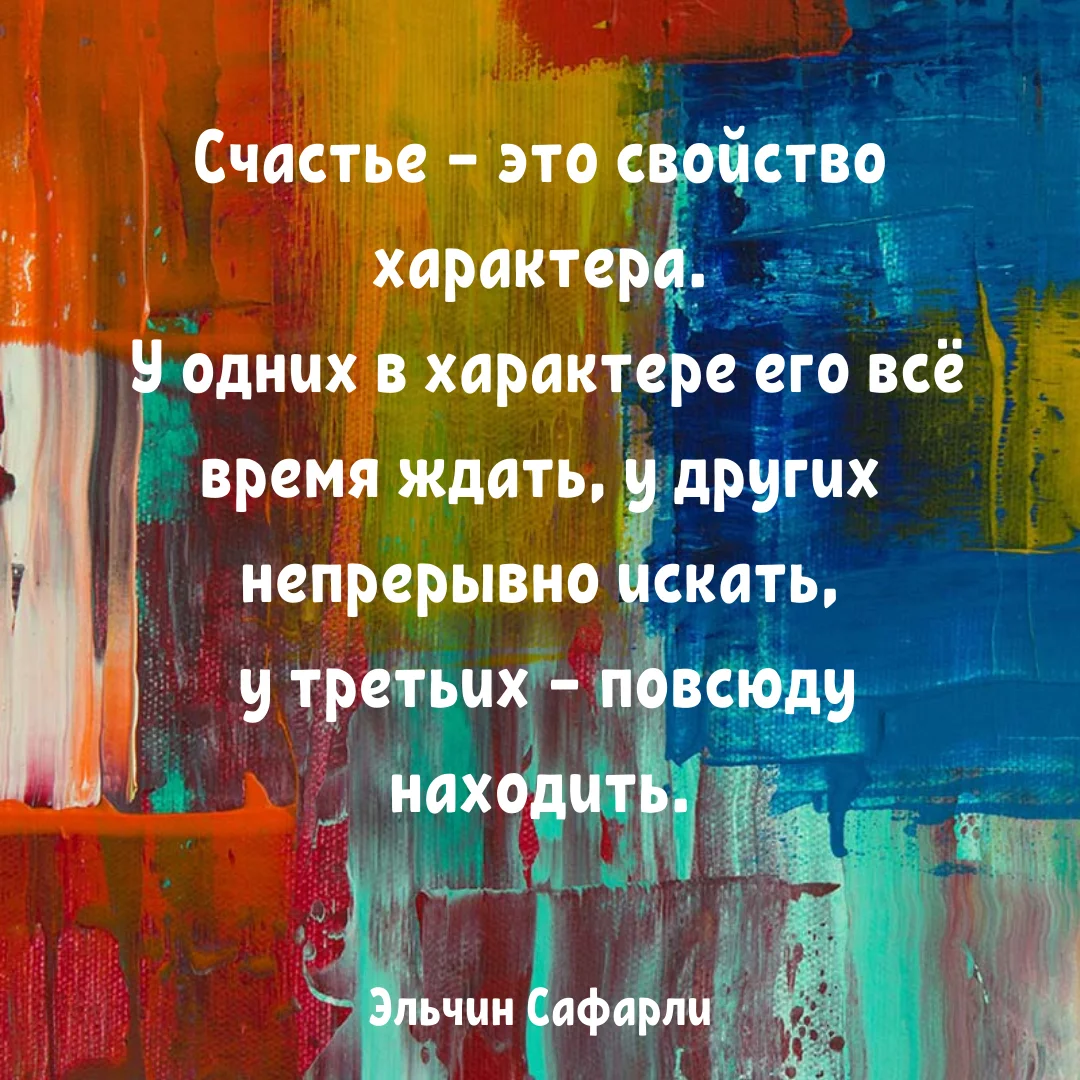 Счастье - это свойство
характера.
У одних в характере его всё
время ждать, у других
непрерывно искать,
у третьих - повсюду
находить.
Эльчин Сафарли